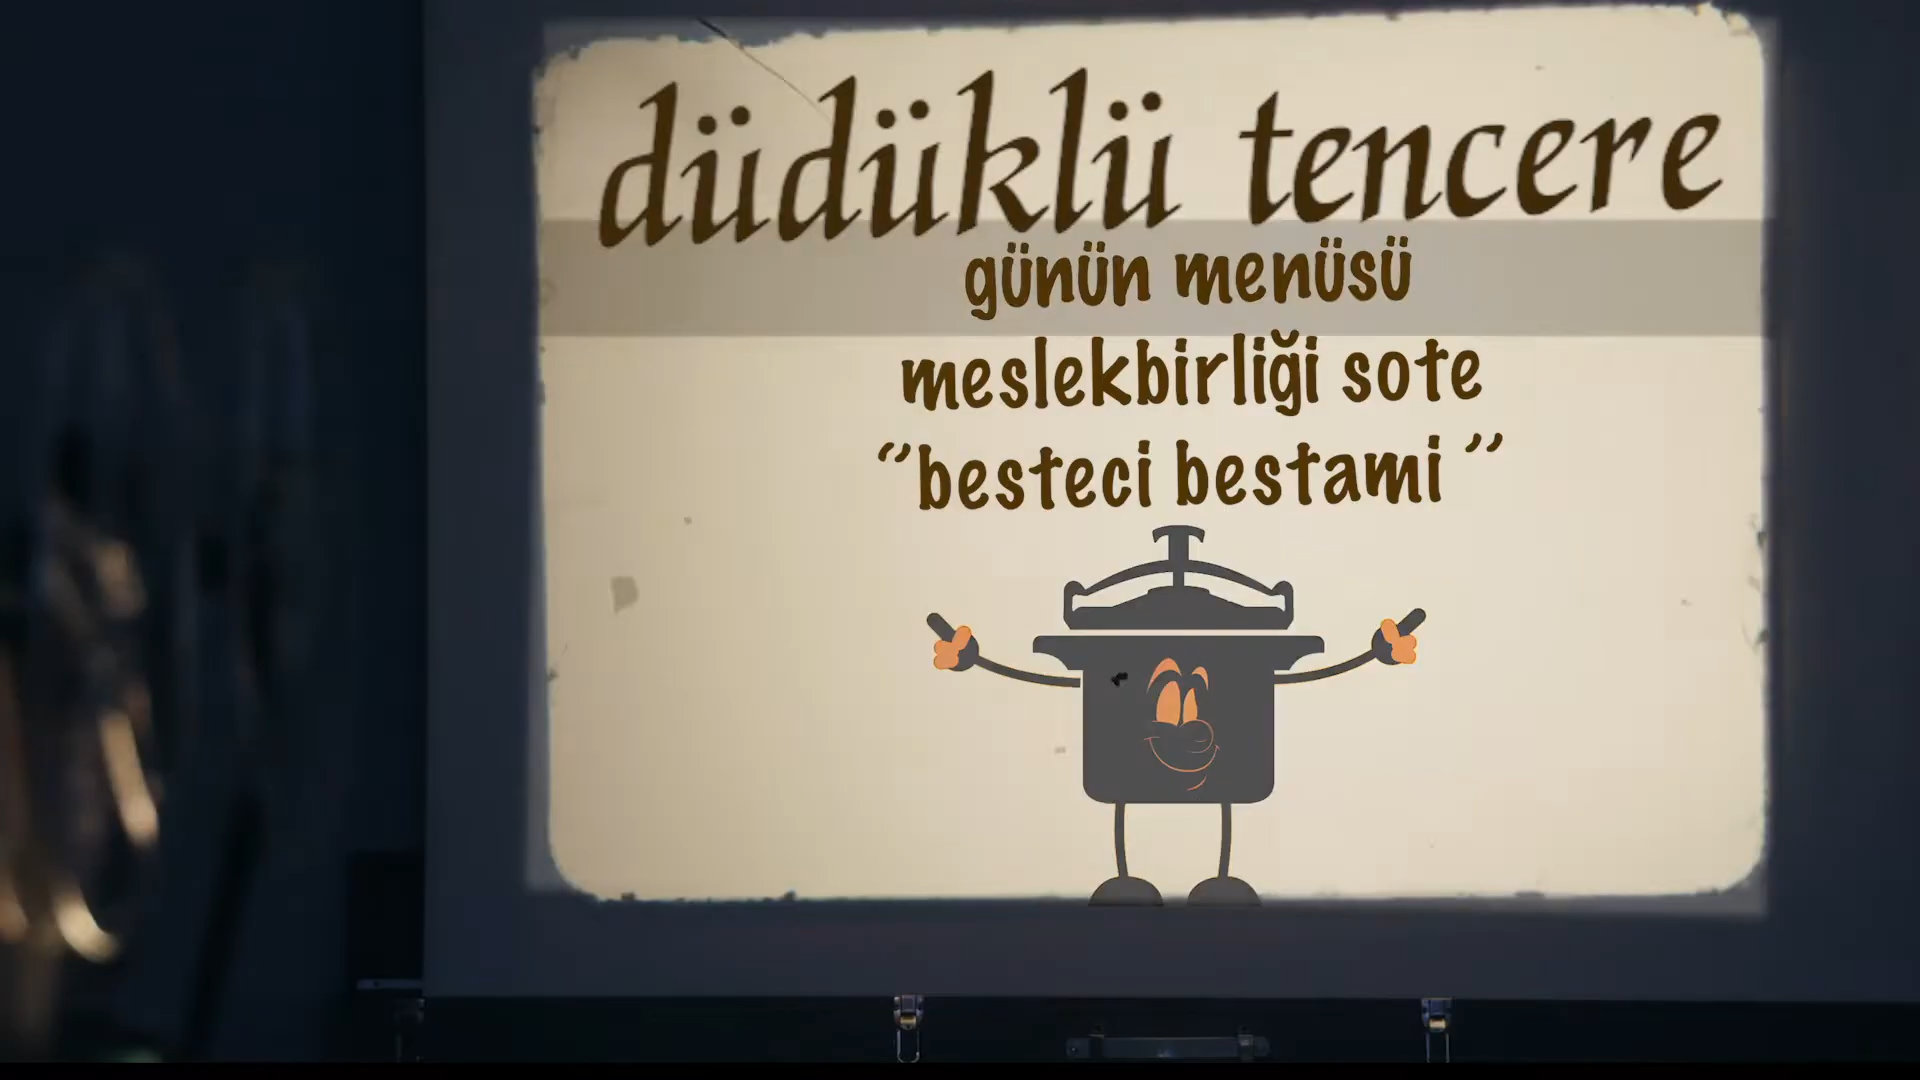 düdüklü tencere
günün menüsü
meslekbirliği sote
‘’besteci bestami ’’